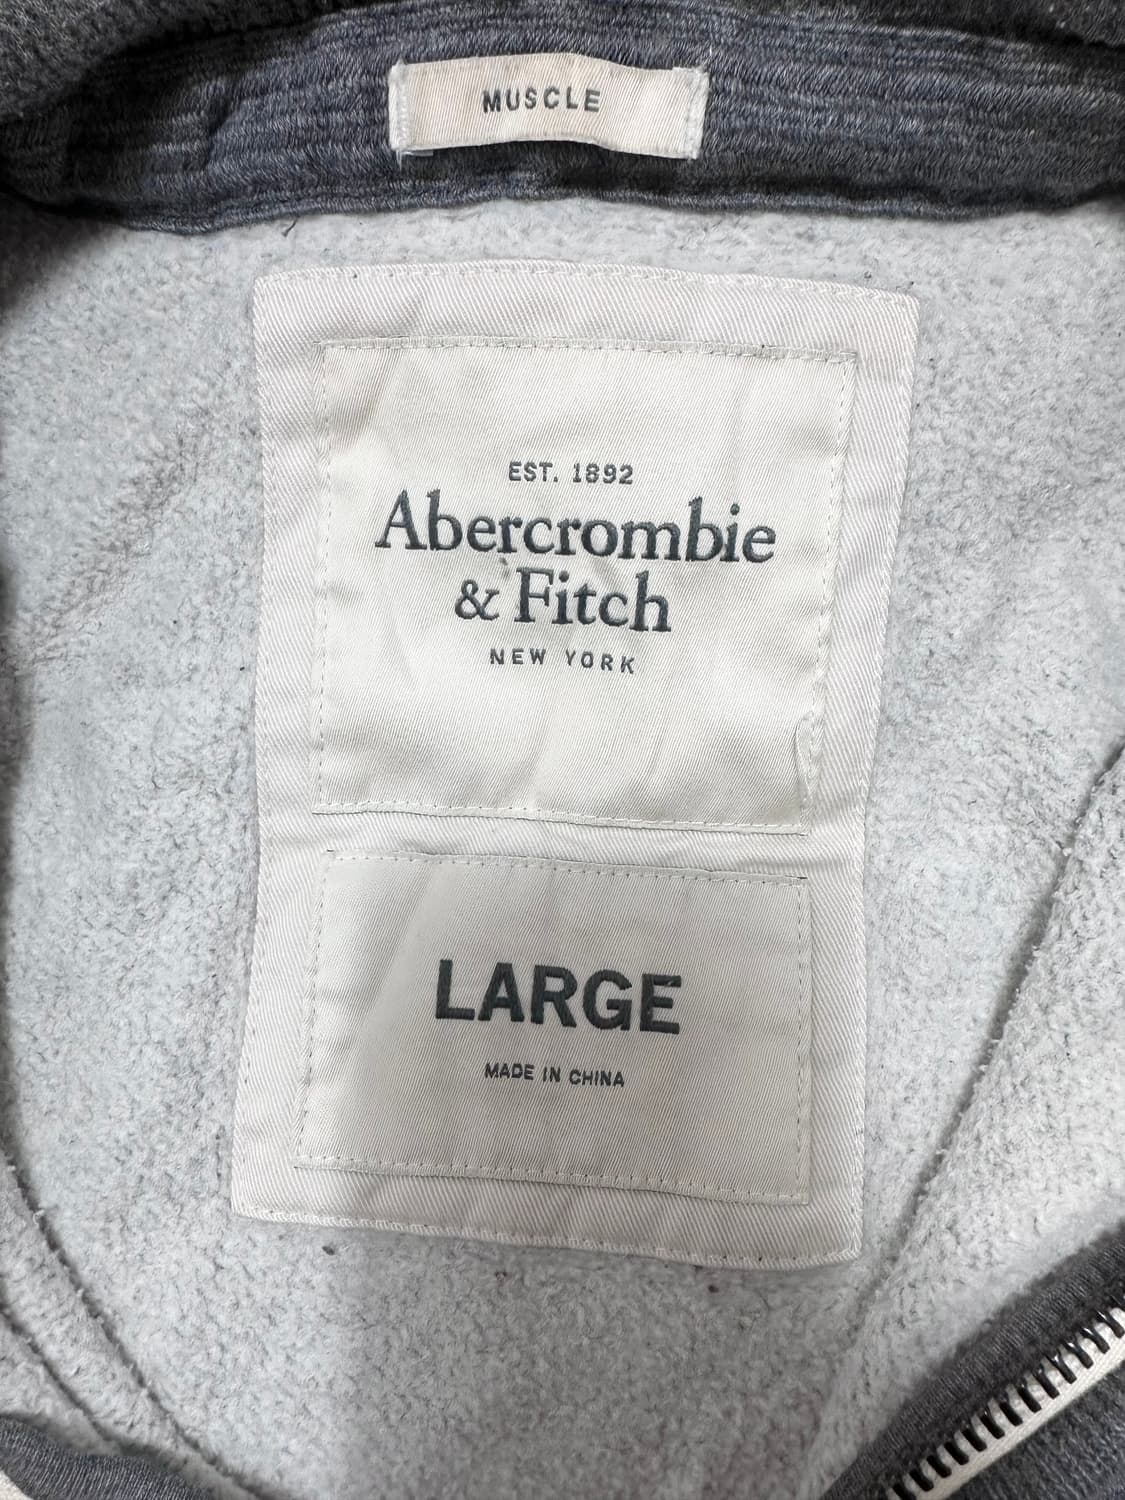 MUSCLE
EST. 1892
Abercrombie
& Fitch
NEW YORK
LARGE
MADE IN CHINA